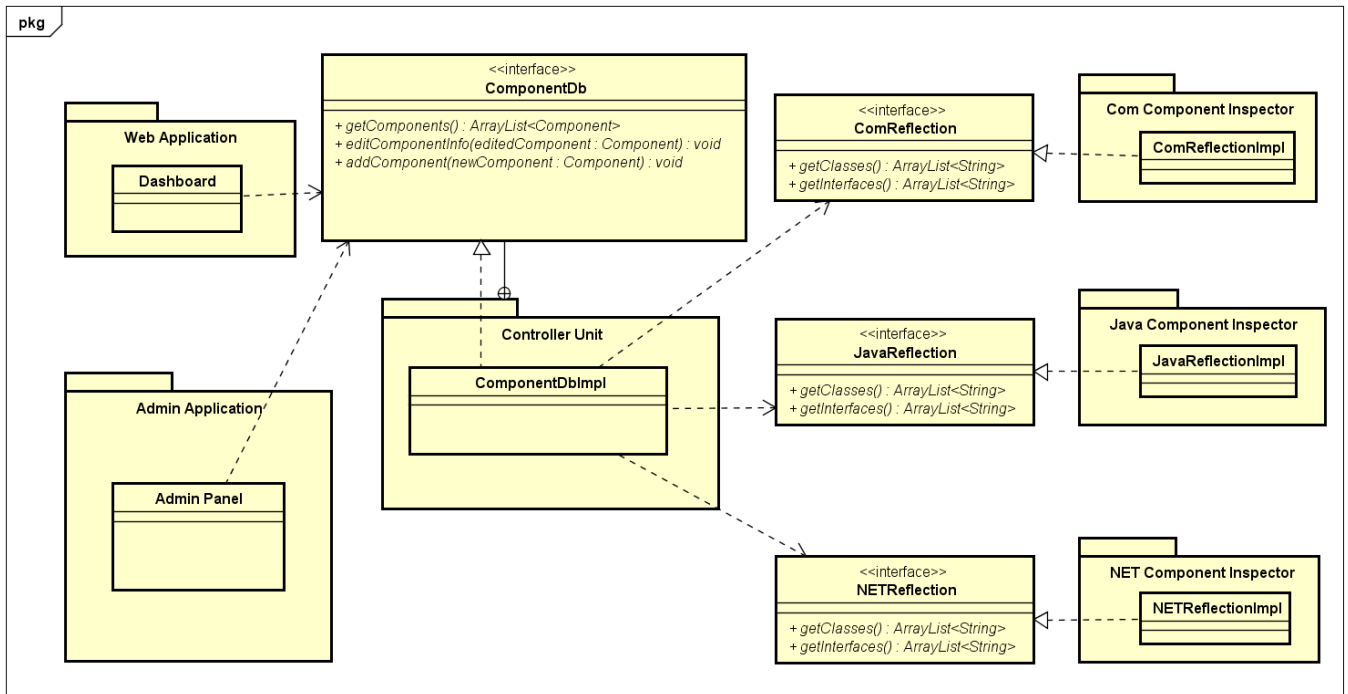 pkg
Web Application
Dashboard
<<interface>>
ComponentDb
+ getComponents() : ArrayList<Component>
+ editComponentInfo(editedComponent : Component) : void
+ addComponent(newComponent : Component) : void
<<interface>>
ComReflection
+ getClasses() : ArrayList<String>
+ getInterfaces() : ArrayList<String>
Com Component Inspector
ComReflectionImpl
Admin Application
Admin Panel
Controller Unit
ComponentDbImpl
<<interface>>
JavaReflection
+ getClasses() : ArrayList<String>
+ getInterfaces() : ArrayList<String>
Java Component Inspector
JavaReflectionImpl
<<interface>>
NETReflection
+ getClasses() : ArrayList<String>
+ getInterfaces() : ArrayList<String>
NET Component Inspector
NETReflectionImpl